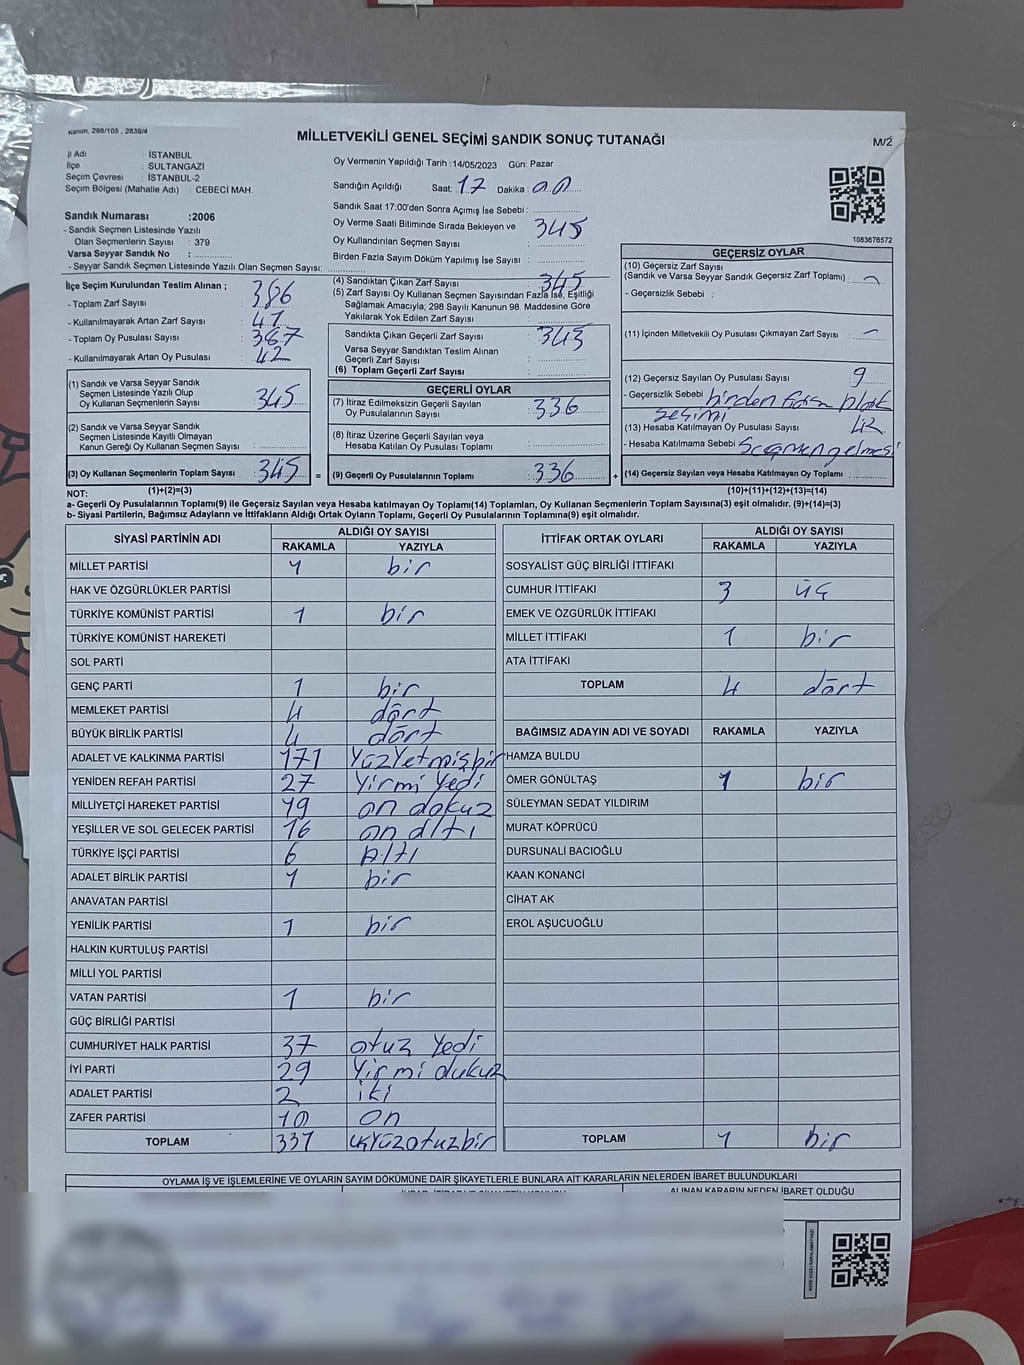 Kanun, 298/105 , 2839/4
MİLLETVEKİLİ GENEL SEÇİMİ SANDIK SONUÇ TUTANAĞI
M/2
İl Adı : İSTANBUL
İlçe : SULTANGAZİ
Seçim Çevresi : İSTANBUL-2
Seçim Bölgesi (Mahalle Adı) : CEBECİ MAH.
Oy Vermenin Yapıldığı Tarih :14/05/2023 Gün: Pazar
Sandığın Açıldığı Saat: 17 Dakika : 00
Sandık Saat 17:00'den Sonra Açımış İse Sebebi :
Sandık Numarası :2006
- Sandık Seçmen Listesinde Yazılı
Olan Seçmenlerin Sayısı : 379
Varsa Seyyar Sandık No :
- Seyyar Sandık Seçmen Listesinde Yazılı Olan Seçmen Sayısı:
Oy Verme Saati Bitiminde Sırada Bekleyen ve
Oy Kullandırılan Seçmen Sayısı : 345
Birden Fazla Sayım Döküm Yapılmış İse Sayısı :
1083676572
İlçe Seçim Kurulundan Teslim Alınan ;
- Toplam Zarf Sayısı : 386
- Kullanılmayarak Artan Zarf Sayısı : 41
- Toplam Oy Pusulası Sayısı : 387
- Kullanılmayarak Artan Oy Pusulası : 42
(4) Sandıktan Çıkan Zarf Sayısı : 345
(5) Zarf Sayısı Oy Kullanan Seçmen Sayısından Fazla İse, Eşitliği
Sağlamak Amacıyla; 298 Sayılı Kanunun 98. Maddesine Göre
Yakılarak Yok Edilen Zarf Sayısı :
Sandıkta Çıkan Geçerli Zarf Sayısı : 345
Varsa Seyyar Sandıktan Teslim Alınan
Geçerli Zarf Sayısı :
(6) Toplam Geçerli Zarf Sayısı :
GEÇERSİZ OYLAR
(10) Geçersiz Zarf Sayısı
(Sandık ve Varsa Seyyar Sandık Geçersiz Zarf Toplamı) :
- Geçersizlik Sebebi :
(11) İçinden Milletvekili Oy Pusulası Çıkmayan Zarf Sayısı : -
(12) Geçersiz Sayılan Oy Pusulası Sayısı : 9
- Geçersizlik Sebebi birden fazla blok
seçimi
(13) Hesaba Katılmayan Oy Pusulası Sayısı : 42
- Hesaba Katılmama Sebebi Seçmen gelmesi
(14) Geçersiz Sayılan veya Hesaba Katılmayan Oy Toplamı :
(10)+(11)+(12)+(13)=(14)
(1) Sandık ve Varsa Seyyar Sandık
Seçmen Listesinde Yazılı Olup
Oy Kullanan Seçmenlerin Sayısı : 345
(2) Sandık ve Varsa Seyyar Sandık
Seçmen Listesinde Kayıtlı Olmayan
Kanun Gereği Oy Kullanan Seçmen Sayısı :
(3) Oy Kullanan Seçmenlerin Toplam Sayısı : 345 =
(1)+(2)=(3)
GEÇERLİ OYLAR
(7) İtiraz Edilmeksizin Geçerli Sayılan
Oy Pusulalarının Sayısı : 336
(8) İtiraz Üzerine Geçerli Sayılan veya
Hesaba Katılan Oy Pusulası Toplamı :
(9) Geçerli Oy Pusulalarının Toplamı : 336 +
NOT:
a- Geçerli Oy Pusulalarının Toplamı(9) ile Geçersiz Sayılan veya Hesaba katılmayan Oy Toplamı(14) Toplamları, Oy Kullanan Seçmenlerin Toplam Sayısına(3) eşit olmalıdır. (9)+(14)=(3)
b- Siyasi Partilerin, Bağımsız Adayların ve İttifakların Aldığı Ortak Oyların Toplamı, Geçerli Oy Pusulalarının Toplamına(9) eşit olmalıdır.
SİYASİ PARTİNİN ADI
ALDIĞI OY SAYISI
RAKAMLA YAZIYLA
MİLLET PARTİSİ 1 bir
HAK VE ÖZGÜRLÜKLER PARTİSİ
TÜRKİYE KOMÜNİST PARTİSİ 1 bir
TÜRKİYE KOMÜNİST HAREKETİ
SOL PARTİ
GENÇ PARTİ 1 bir
MEMLEKET PARTİSİ 4 dört
BÜYÜK BİRLİK PARTİSİ 4 dört
ADALET VE KALKINMA PARTİSİ 171 Yüzyetmişbir
YENİDEN REFAH PARTİSİ 27 Yirmi Yedi
MİLLİYETÇİ HAREKET PARTİSİ 19 on dokuz
YEŞİLLER VE SOL GELECEK PARTİSİ 16 on altı
TÜRKİYE İŞÇİ PARTİSİ 6 Altı
ADALET BİRLİK PARTİSİ 1 bir
ANAVATAN PARTİSİ
YENİLİK PARTİSİ 1 bir
HALKIN KURTULUŞ PARTİSİ
MİLLİ YOL PARTİSİ
VATAN PARTİSİ 1 bir
GÜÇ BİRLİĞİ PARTİSİ
CUMHURİYET HALK PARTİSİ 37 otuz Yedi
İYİ PARTİ 29 Yirmi dukuz
ADALET PARTİSİ 2 iki
ZAFER PARTİSİ 10 on
TOPLAM 331 üçyüzotuzbir
İTTİFAK ORTAK OYLARI
ALDIĞI OY SAYISI
RAKAMLA YAZIYLA
SOSYALİST GÜÇ BİRLİĞİ İTTİFAKI
CUMHUR İTTİFAKI 3 üç
EMEK VE ÖZGÜRLÜK İTTİFAKI
MİLLET İTTİFAKI 1 bir
ATA İTTİFAKI
TOPLAM 4 dört
BAĞIMSIZ ADAYIN ADI VE SOYADI RAKAMLA YAZIYLA
HAMZA BULDU
ÖMER GÖNÜLTAŞ 1 bir
SÜLEYMAN SEDAT YILDIRIM
MURAT KÖPRÜCÜ
DURSUNALİ BACIOĞLU
KAAN KONANCİ
CİHAT AK
EROL AŞUCUOĞLU
TOPLAM 1 bir
OYLAMA İŞ VE İŞLEMLERİNE VE OYLARIN SAYIM DÖKÜMÜNE DAİR ŞİKAYETLERLE BUNLARA AİT KARARLARIN NELERDEN İBARET BULUNDUKLARI
ALINAN KARARIN NEDEN İBARET OLDUĞU